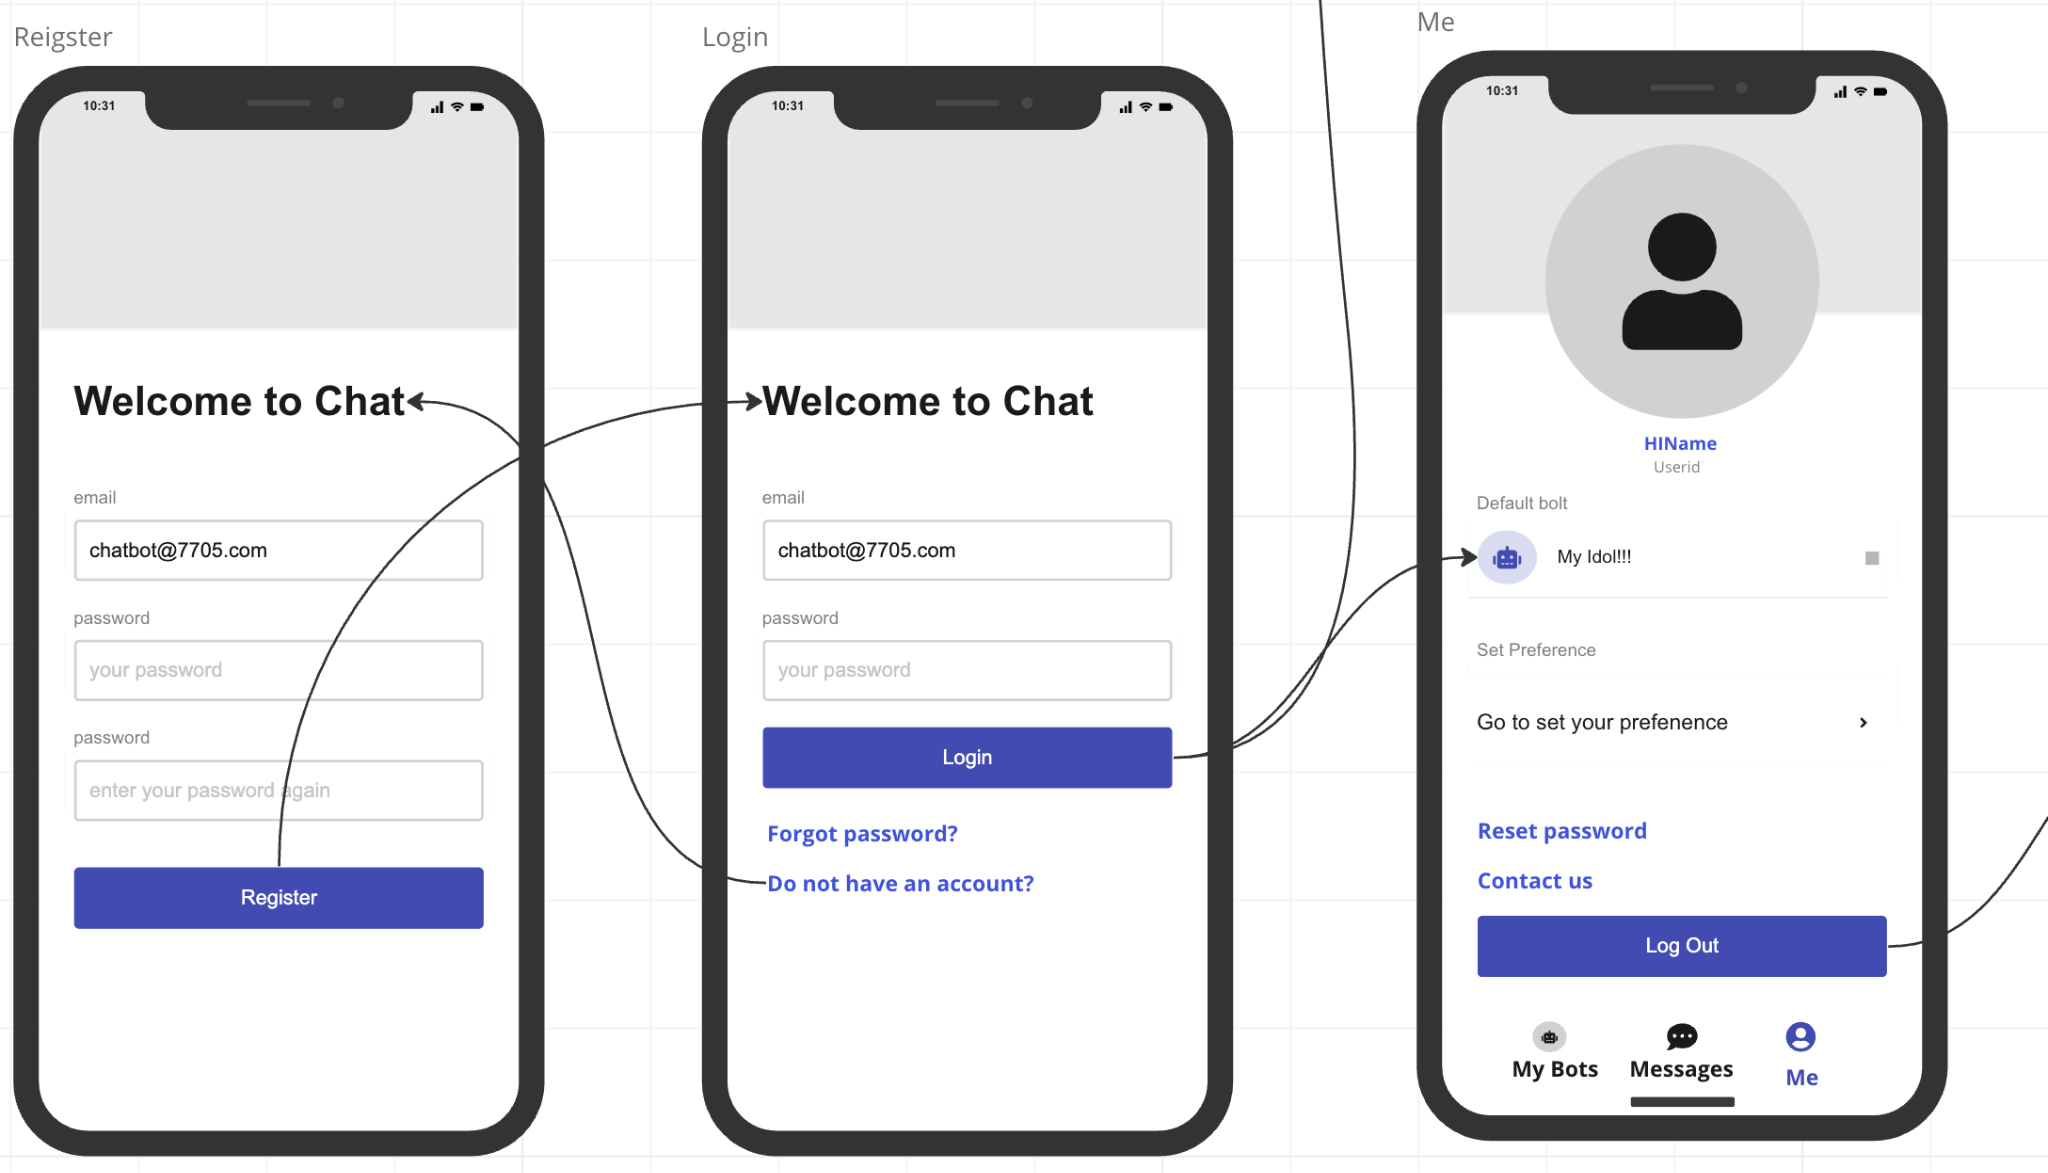 Reigster
10:31
Welcome to Chat
email
chatbot@7705.com
password
your password
password
enter your password again
Register
Login
10:31
Welcome to Chat
email
chatbot@7705.com
password
your password
Login
Forgot password?
Do not have an account?
Me
10:31
HIName
Userid
Default bolt
My Idol!!!
Set Preference
Go to set your prefenence
Reset password
Contact us
Log Out
My Bots
Messages
Me